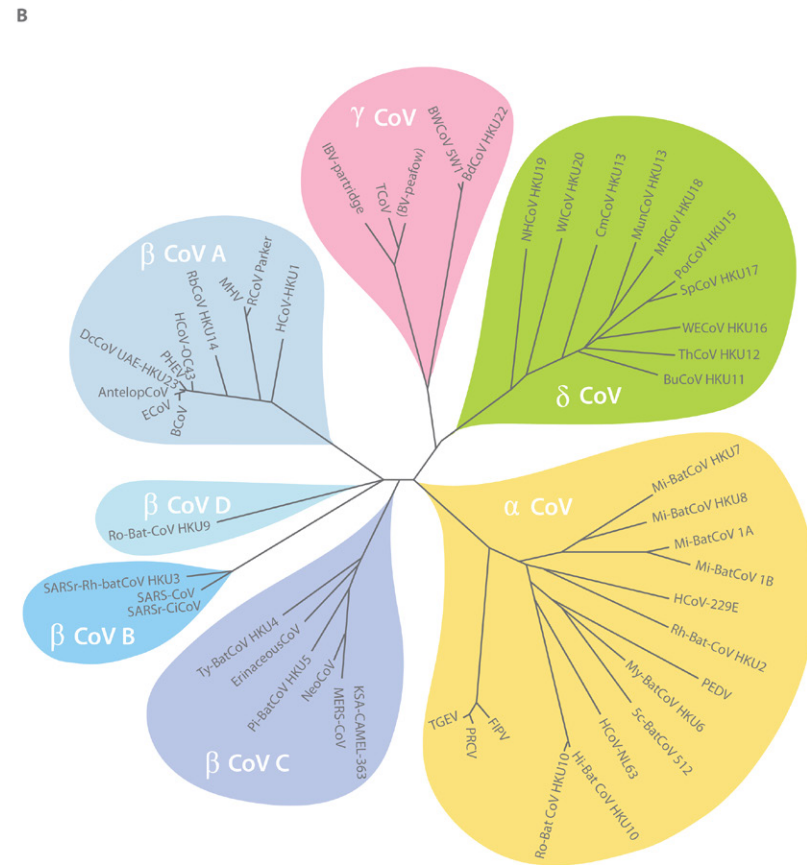 B
γ CoV
IBV-partridge
TCoV
(BV-peafow)
BWCoV 5W1
BdCoV HKU22
NHCoV HKU19
WICoV HKU20
CmCoV HKU13
MunCoV HKU13
MRCoV HKU18
PorCoV HKU15
SpCoV HKU17
WECoV HKU16
ThCoV HKU12
BuCoV HKU11
δ CoV
β CoV A
DcCoV UAE-HKU23
PHEV
HCoV-OC43
RbCoV HKU14
MHV
RCoV Parker
HCoV-HKU1
AntelopCoV
ECoV
BCoV
β CoV D
Ro-Bat-CoV HKU9
SARSr-Rh-batCoV HKU3
SARS-CoV
SARSr-CiCoV
β CoV B
Ty-BatCoV HKU4
ErinaceousCoV
Pi-BatCoV HKU5
NeoCoV
MERS-CoV
KSA-CAMEL-363
β CoV C
α CoV
Mi-BatCoV HKU7
Mi-BatCoV HKU8
Mi-BatCoV 1A
Mi-BatCoV 1B
HCoV-229E
Rh-Bat-CoV HKU2
PEDV
My-BatCoV HKU6
5c-BatCoV 512
HCoV-NL63
Hi-Bat CoV HKU10
Ro-Bat CoV HKU10
TGEV
PRCV
FIPV